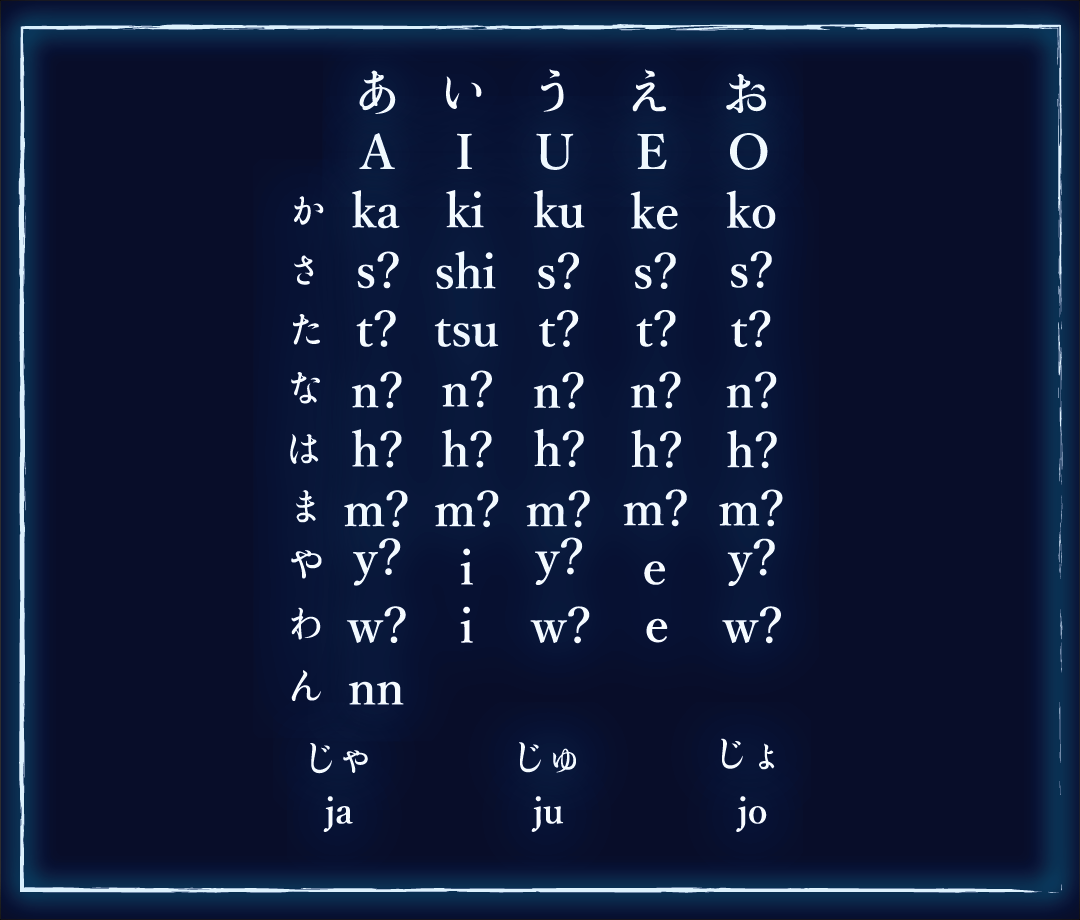 あ い う え お
A I U E O
か ka ki ku ke ko
さ s? shi s? s? s?
た t? tsu t? t? t?
な n? n? n? n? n?
は h? h? h? h? h?
ま m? m? m? m? m?
や y? i y? e y?
わ w? i w? e w?
ん nn
じゃ じゅ じょ
ja ju jo